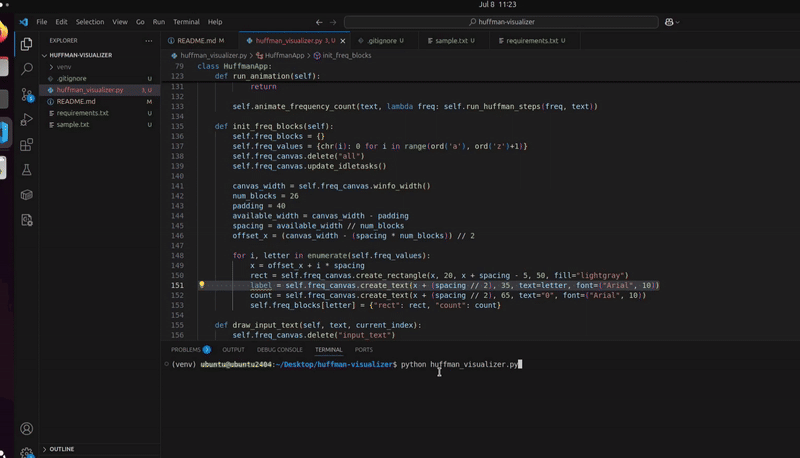 Jul 8 11:23
File Edit Selection View Go Run Terminal Help
huffman-visualizer
EXPLORER
HUFFMAN-VISUALIZER
venv
.gitignore U
huffman_visualizer.py 3, U
README.md M
requirements.txt U
sample.txt U
OUTLINE
README.md M huffman_visualizer.py 3, U .gitignore U sample.txt U requirements.txt U
huffman_visualizer.py > HuffmanApp > init_freq_blocks
79 class HuffmanApp:
123 def run_animation(self):
131 return
132
133 self.animate_frequency_count(text, lambda freq: self.run_huffman_steps(freq, text))
134
135 def init_freq_blocks(self):
136 self.freq_blocks = {}
137 self.freq_values = {chr(i): 0 for i in range(ord('a'), ord('z')+1)}
138 self.freq_canvas.delete("all")
139 self.freq_canvas.update_idletasks()
140
141 canvas_width = self.freq_canvas.winfo_width()
142 num_blocks = 26
143 padding = 40
144 available_width = canvas_width - padding
145 spacing = available_width // num_blocks
146 offset_x = (canvas_width - (spacing * num_blocks)) // 2
147
148 for i, letter in enumerate(self.freq_values):
149 x = offset_x + i * spacing
150 rect = self.freq_canvas.create_rectangle(x, 20, x + spacing - 5, 50, fill="lightgray")
151 label = self.freq_canvas.create_text(x + (spacing // 2), 35, text=letter, font=("Arial", 10))
152 count = self.freq_canvas.create_text(x + (spacing // 2), 65, text="0", font=("Arial", 10))
153 self.freq_blocks[letter] = {"rect": rect, "count": count}
154
155 def draw_input_text(self, text, current_index):
156 self.freq_canvas.delete("input_text")
PROBLEMS 3 OUTPUT DEBUG CONSOLE TERMINAL PORTS
(venv) ubuntu@ubuntu2404:~/Desktop/huffman-visualizer$ python huffman_visualizer.py